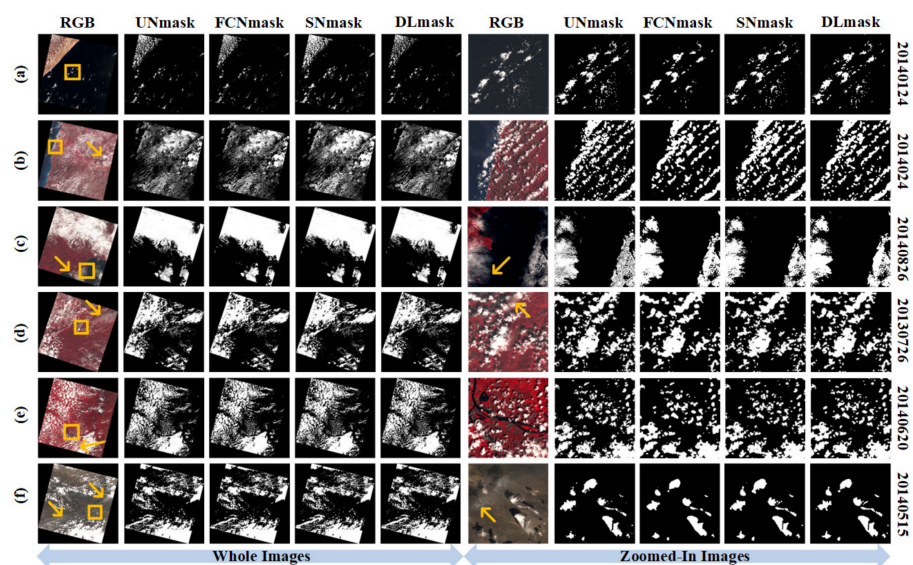 RGB UNmask FCNmask SNmask DLmask RGB UNmask FCNmask SNmask DLmask
(a) 20140124
(b) 2014024
(c) 20140826
(d) 20130726
(e) 20140620
(f) 20140515
Whole Images Zoomed-In Images